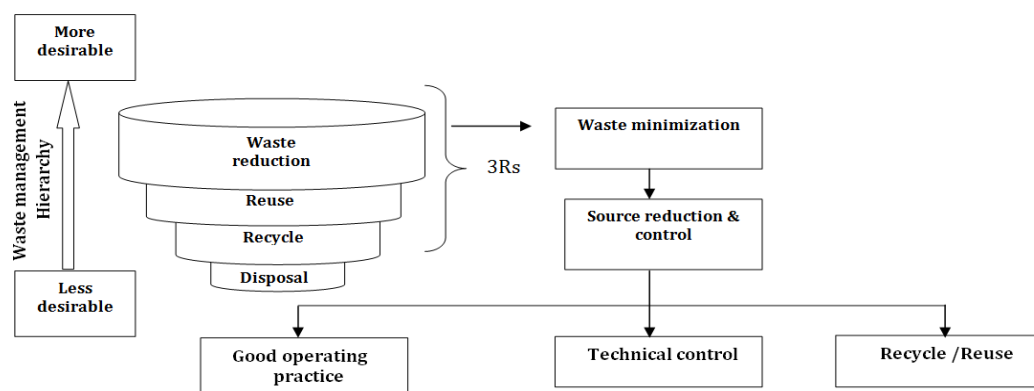 More
desirable
Waste management
Hierarchy
Less
desirable
Waste
reduction
Reuse
Recycle
Disposal
3Rs
Waste minimization
Source reduction &
control
Good operating
practice
Technical control
Recycle /Reuse